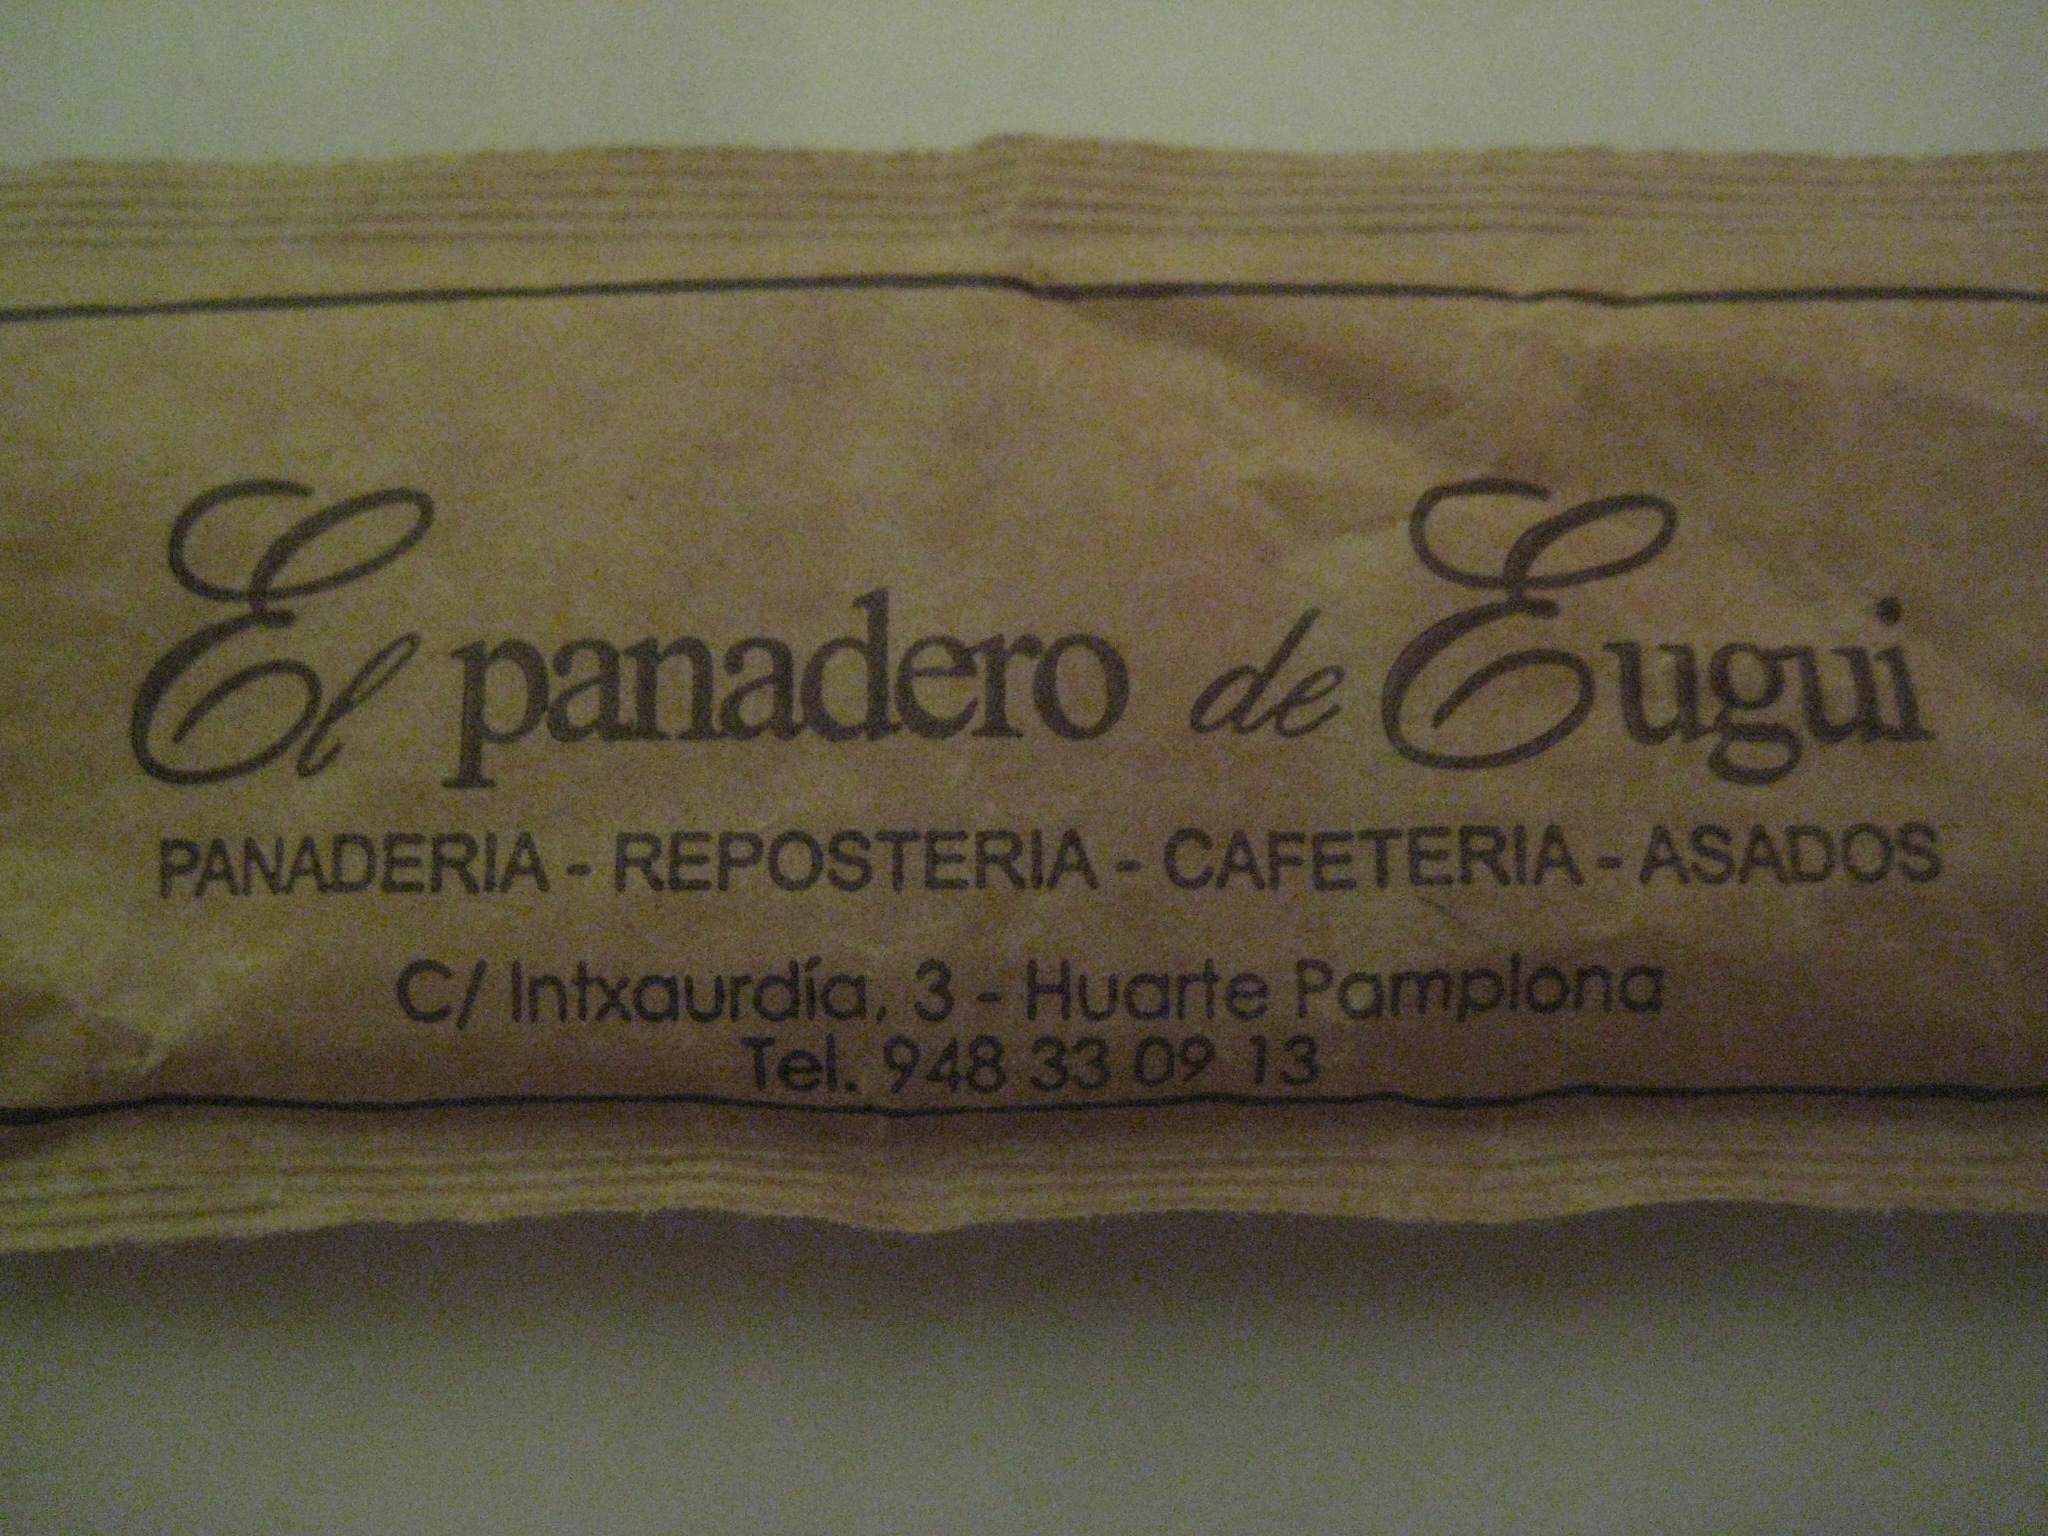 El panadero de Eugui
PANADERIA - REPOSTERIA - CAFETERIA - ASADOS
C/ Intxaurdía, 3 - Huarte Pamplona
Tel. 948 33 09 13